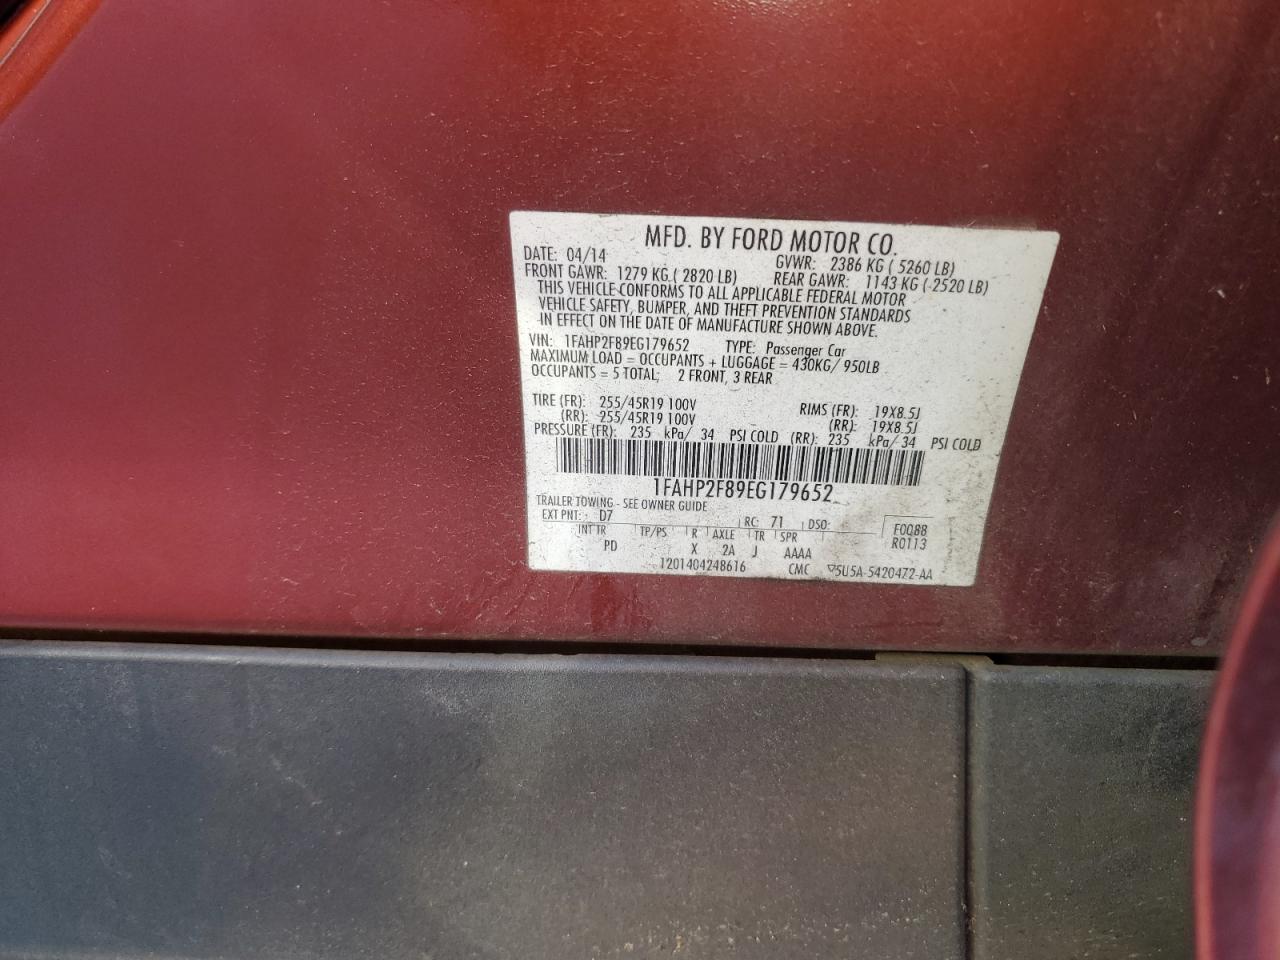 MFD. BY FORD MOTOR CO.
DATE: 04/14 GVWR: 2386 KG ( 5260 LB)
FRONT GAWR: 1279 KG ( 2820 LB) REAR GAWR: 1143 KG ( 2520 LB)
THIS VEHICLE CONFORMS TO ALL APPLICABLE FEDERAL MOTOR
VEHICLE SAFETY, BUMPER, AND THEFT PREVENTION STANDARDS
IN EFFECT ON THE DATE OF MANUFACTURE SHOWN ABOVE.
VIN: 1FAHP2F89EG179652 TYPE: Passenger Car
MAXIMUM LOAD = OCCUPANTS + LUGGAGE = 430KG/ 950LB
OCCUPANTS = 5 TOTAL; 2 FRONT, 3 REAR
TIRE (FR): 255/45R19 100V RIMS (FR): 19X8.5J
(RR): 255/45R19 100V (RR): 19X8.5J
PRESSURE (FR): 235 kPa/ 34 PSI COLD (RR): 235 kPa/ 34 PSI COLD
1FAHP2F89EG179652
TRAILER TOWING - SEE OWNER GUIDE
EXT PNT: D7 RC: 71 DSO: F0088
INT TR TP/PS R AXLE TR SPR R0113
PD X 2A J AAAA
1201404248616 CMC ▽5U5A-5420472-AA